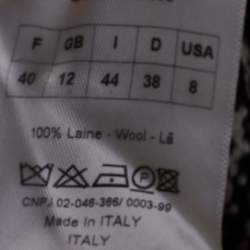 F GB I D USA
40 12 44 38 8
100% Laine - Wool - Lã
P
CNPJ 02-046-366/ 0003-99
Made in ITALY
ITALY